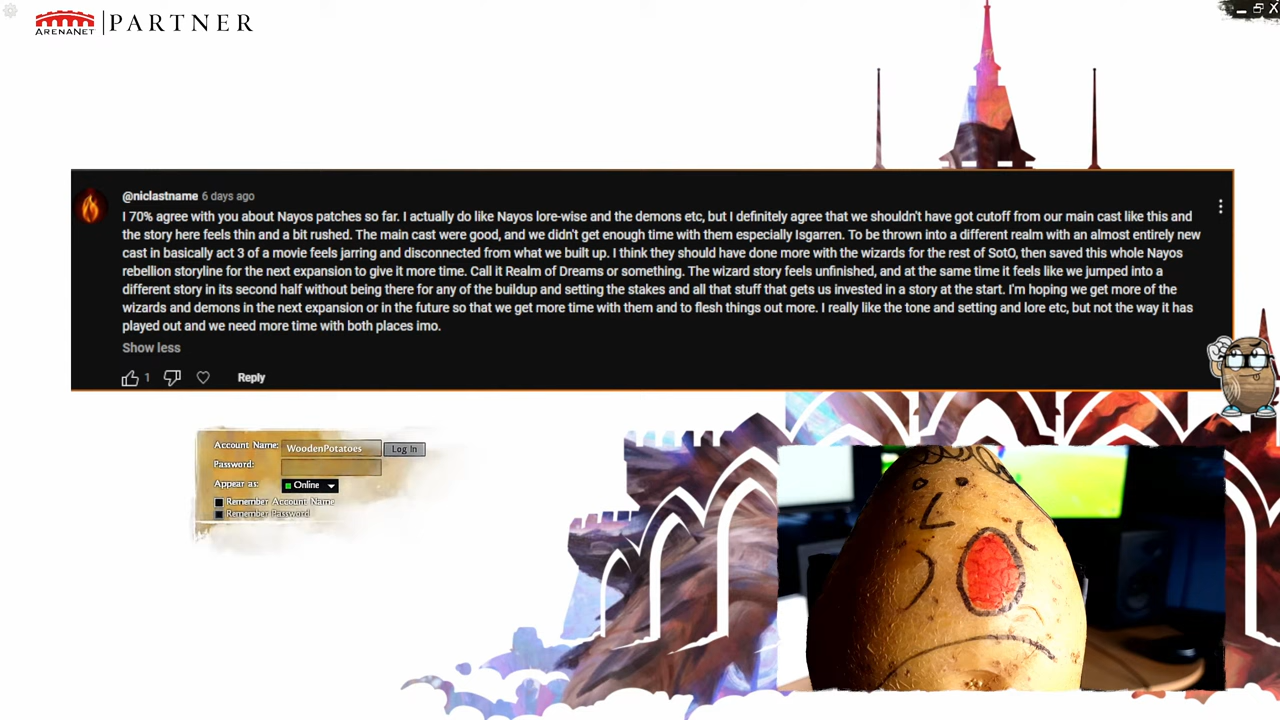 ARENANET PARTNER
X
@niclastname 6 days ago
I 70% agree with you about Nayos patches so far. I actually do like Nayos lore-wise and the demons etc, but I definitely agree that we shouldn't have got cutoff from our main cast like this and
the story here feels thin and a bit rushed. The main cast were good, and we didn't get enough time with them especially Isgarren. To be thrown into a different realm with an almost entirely new
cast in basically act 3 of a movie feels jarring and disconnected from what we built up. I think they should have done more with the wizards for the rest of SotO, then saved this whole Nayos
rebellion storyline for the next expansion to give it more time. Call it Realm of Dreams or something. The wizard story feels unfinished, and at the same time it feels like we jumped into a
different story in its second half without being there for any of the buildup and setting the stakes and all that stuff that gets us invested in a story at the start. I'm hoping we get more of the
wizards and demons in the next expansion or in the future so that we get more time with them and to flesh things out more. I really like the tone and setting and lore etc, but not the way it has
played out and we need more time with both places imo.
Show less
1 Reply
Account Name: WoodenPotatoes Log In
Password:
Appear as: Online
Remember Account Name
Remember Password